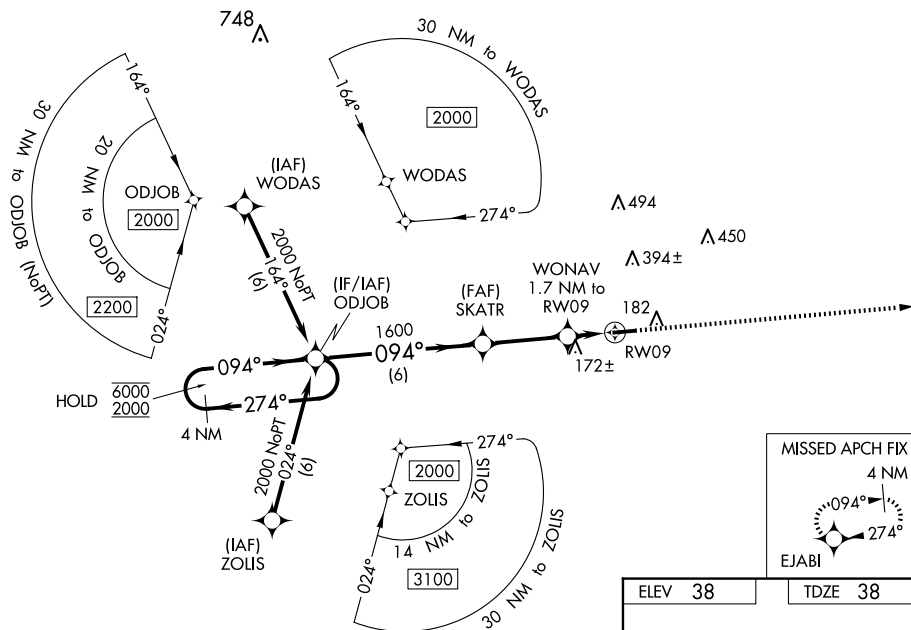 748
30 NM to WODAS
164°
2000
WODAS
274°
164°
30 NM to ODJOB (NoPT)
20 NM to ODJOB
ODJOB
2000
2200
024°
(IAF)
WODAS
2000 NoPT
164°
(6)
(IF/IAF)
ODJOB
(FAF)
SKATR
WONAV
1.7 NM to
RW09
494
450
394±
182
1600
094°
(6)
172±
RW09
094°
HOLD
6000
2000
274°
4 NM
2000 NoPT
024°
(6)
(IAF)
ZOLIS
274°
2000
ZOLIS
14 NM to ZOLIS
024°
3100
30 NM to ZOLIS
MISSED APCH FIX
4 NM
094°
274°
EJABI
ELEV 38
TDZE 38